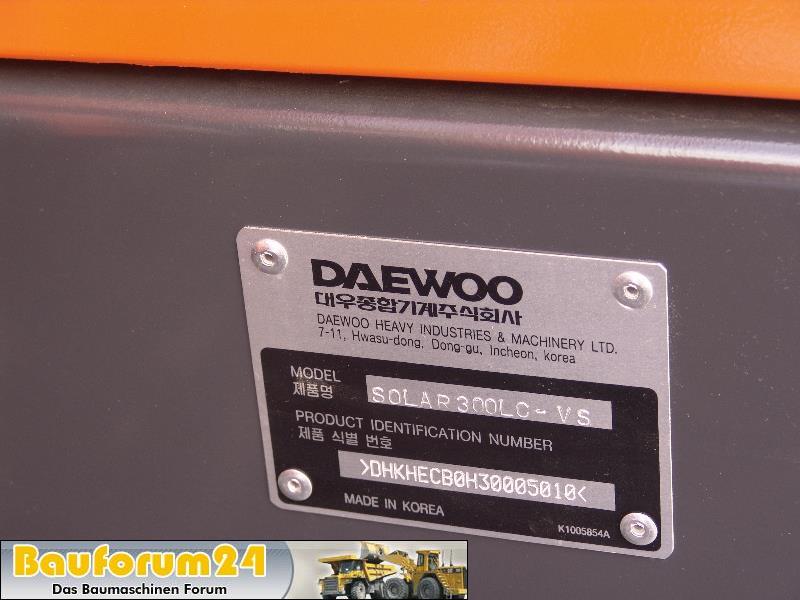 DAEWOO
대우종합기계주식회사
DAEWOO HEAVY INDUSTRIES & MACHINERY LTD.
7-11, Hwasu-dong, Dong-gu, Incheon, korea
MODEL
제품명
SOLAR300LC-VS
PRODUCT IDENTIFICATION NUMBER
제품 식별 번호
>DHKHECB0H30005010<
MADE IN KOREA
K1005854A
Bauforum24
Das Baumaschinen Forum